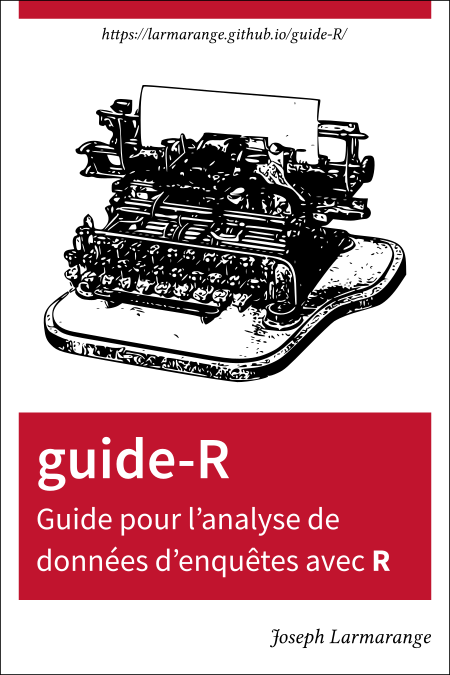 https://larmarange.github.io/guide-R/
guide-R
Guide pour l’analyse de
données d’enquêtes avec R
Joseph Larmarange